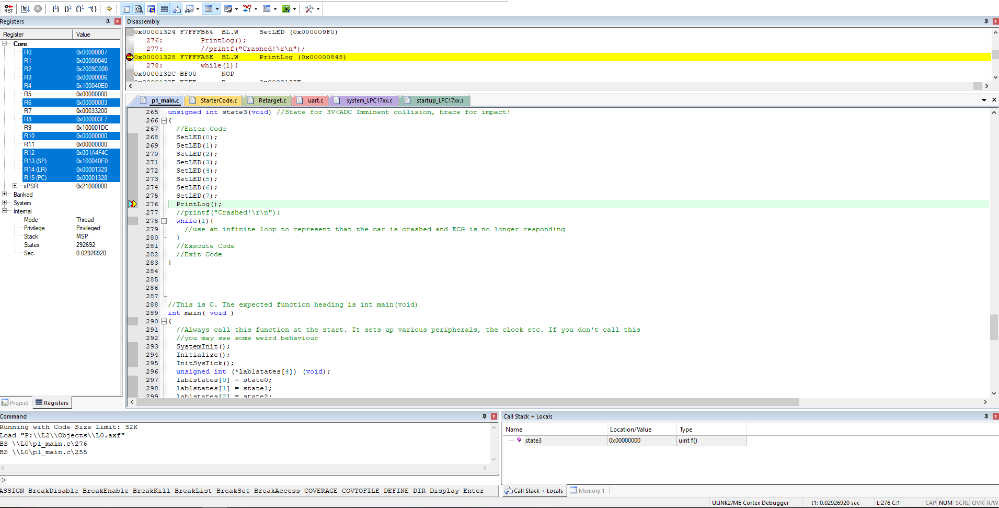 Registers
Register Value
Core
R0 0x00000007
R1 0x00000040
R2 0x2009C000
R3 0x00000006
R4 0x100040E0
R5 0x00000000
R6 0x00000003
R7 0x00033200
R8 0x000003F7
R9 0x100001DC
R10 0x00000000
R11 0x00000000
R12 0x001A4F4C
R13 (SP) 0x100040E0
R14 (LR) 0x00001329
R15 (PC) 0x00001328
xPSR 0x21000000
Banked
System
Internal
Mode Thread
Privilege Privileged
Stack MSP
States 292692
Sec 0.02926920
Project Registers
Disassembly
0x00001324 F7FFFB64 BL.W SetLED (0x000009F0)
276: PrintLog();
277: //printf("Crashed!\r\n");
0x00001328 F7FFFA8E BL.W PrintLog (0x00000848)
278: while(1){
0x0000132C BF00 NOP
p1_main.c StarterCode.c Retarget.c uart.c system_LPC17xx.c startup_LPC17xx.s
265 unsigned int state3(void) //State for 3V<ADC Imminent collision, brace for impact!
266 {
267 //Enter Code
268 SetLED(0);
269 SetLED(1);
270 SetLED(2);
271 SetLED(3);
272 SetLED(4);
273 SetLED(5);
274 SetLED(6);
275 SetLED(7);
276 PrintLog();
277 //printf("Crashed!\r\n");
278 while(1){
279 //use an infinite loop to represent that the car is crashed and ECG is no longer responding
280 }
281 //Execute Code
282 //Exit Code
283 }
284
285
286
287
288 //This is C. The expected function heading is int main(void)
289 int main( void )
290 {
291 //Always call this function at the start. It sets up various peripherals, the clock etc. If you don't call this
292 //you may see some weird behaviour
293 SystemInit();
294 Initialize();
295 InitSysTick();
296 unsigned int (*lab1states[4]) (void);
297 lab1states[0] = state0;
298 lab1states[1] = state1;
299 lab1states[2] = state2;
Command
Running with Code Size Limit: 32K
Load "P:\\L2\\Objects\\L0.axf"
BS \\L0\p1_main.c\276
BS \\L0\p1_main.c\255
>
ASSIGN BreakDisable BreakEnable BreakKill BreakList BreakSet BreakAccess COVERAGE COVTOFILE DEFINE DIR Display Enter
Call Stack + Locals
Name Location/Value Type
state3 0x00000000 uint f()
Call Stack + Locals Memory 1
ULINK2/ME Cortex Debugger t1: 0.02926920 sec L:276 C:1 CAP NUM SCRL OVR R/W